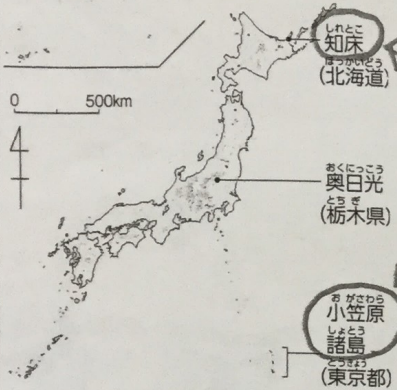 しれとこ
知床
ほっかいどう
(北海道)
0 500km
おくにっこう
奥日光
とちぎ
(栃木県)
おがさわら
小笠原
しょとう
諸島
とうきょう
(東京都)